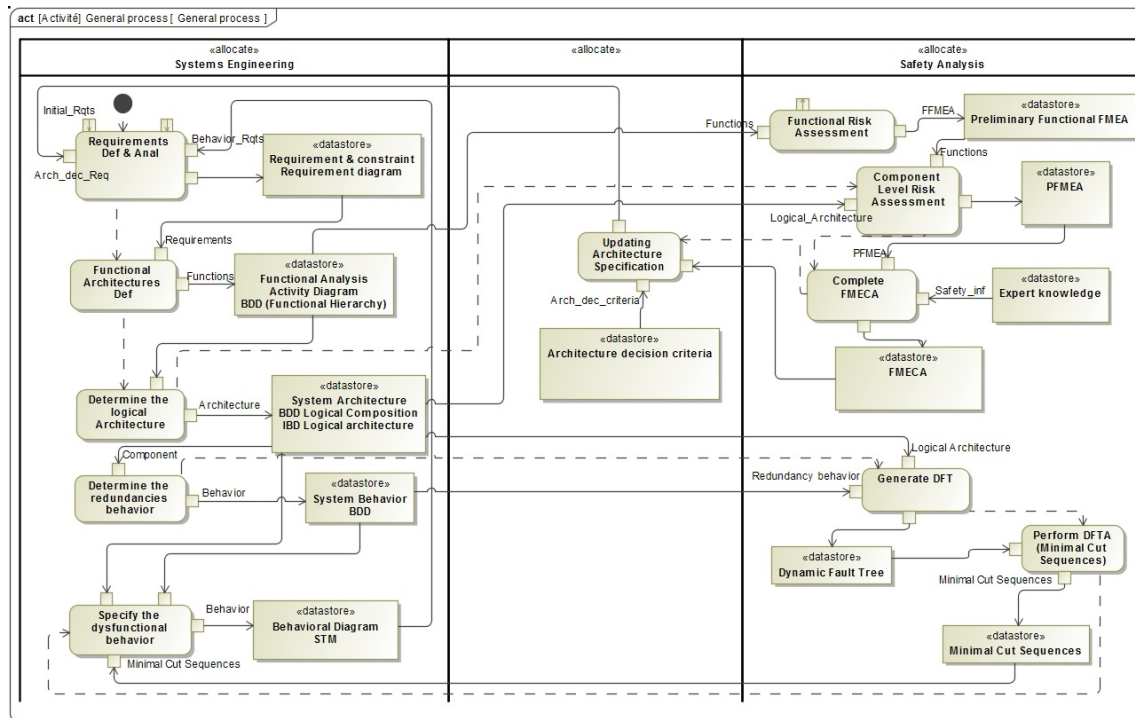 act [Activité] General process [ General process ]
«allocate»
Systems Engineering
«allocate»
«allocate»
Safety Analysis
Initial_Rqts
Behavior_Rqts
Requirements
Def & Anal
Arch_dec_Req
«datastore»
Requirement & constraint
Requirement diagram
Requirements
Functional
Architectures
Def
Functions
«datastore»
Functional Analysis
Activity Diagram
BDD (Functional Hierarchy)
Determine the
logical
Architecture
Architecture
«datastore»
System Architecture
BDD Logical Composition
IBD Logical architecture
Component
Determine the
redundancies
behavior
Behavior
«datastore»
System Behavior
BDD
Specify the
dysfunctional
behavior
Behavior
«datastore»
Behavioral Diagram
STM
Minimal Cut Sequences
Updating
Architecture
Specification
Arch_dec_criteria
«datastore»
Architecture decision criteria
Functions
Functional Risk
Assessment
FFMEA
«datastore»
Preliminary Functional FMEA
Functions
Component
Level Risk
Assessment
Logical_Architecture
«datastore»
PFMEA
PFMEA
Complete
FMECA
Safety_inf
«datastore»
Expert knowledge
«datastore»
FMECA
Logical Architecture
Redundancy behavior
Generate DFT
«datastore»
Dynamic Fault Tree
Perform DFTA
(Minimal Cut
Sequences)
Minimal Cut Sequences
«datastore»
Minimal Cut Sequences